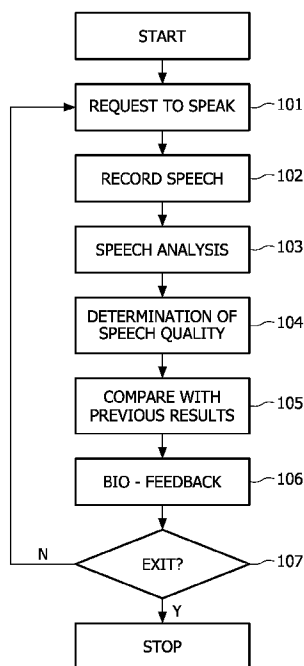 START
REQUEST TO SPEAK 101
RECORD SPEECH 102
SPEECH ANALYSIS 103
DETERMINATION OF
SPEECH QUALITY 104
COMPARE WITH
PREVIOUS RESULTS 105
BIO - FEEDBACK 106
N EXIT? 107
Y
STOP